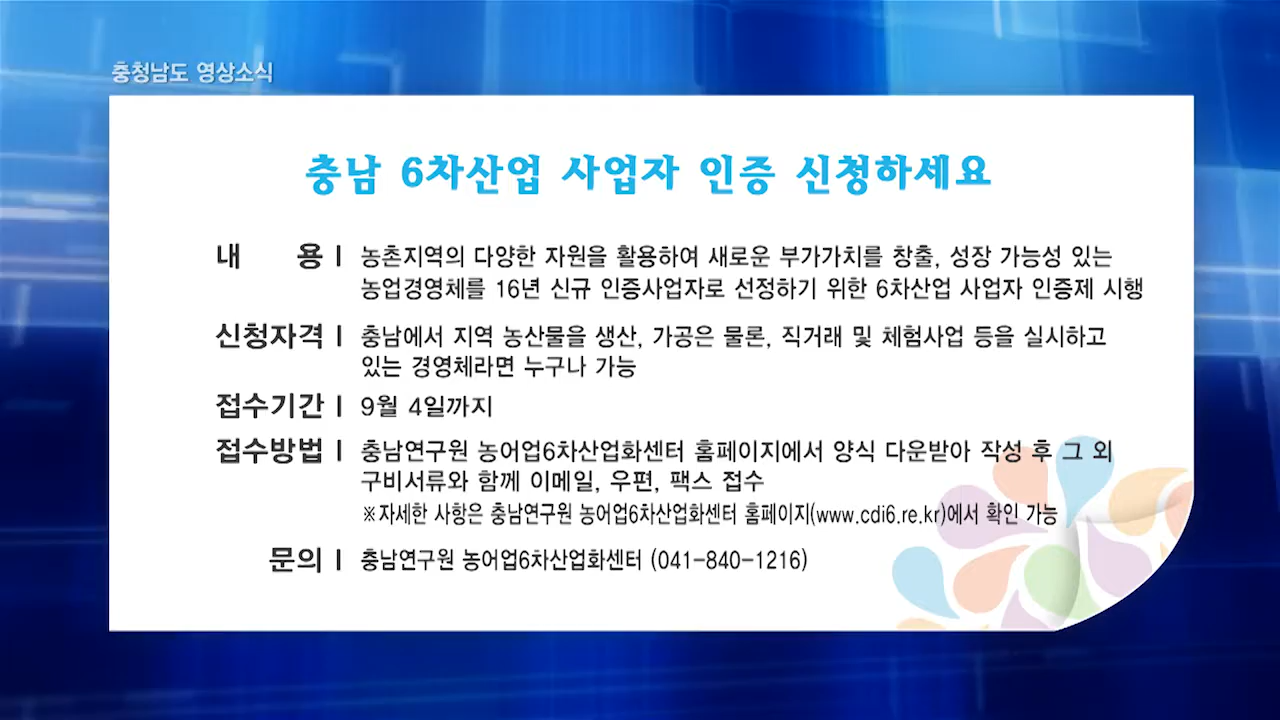 충청남도 영상소식
충남 6차산업 사업자 인증 신청하세요
내 용 | 농촌지역의 다양한 자원을 활용하여 새로운 부가가치를 창출, 성장 가능성 있는
농업경영체를 16년 신규 인증사업자로 선정하기 위한 6차산업 사업자 인증제 시행
신청자격 | 충남에서 지역 농산물을 생산, 가공은 물론, 직거래 및 체험사업 등을 실시하고
있는 경영체라면 누구나 가능
접수기간 | 9월 4일까지
접수방법 | 충남연구원 농어업6차산업화센터 홈페이지에서 양식 다운받아 작성 후 그 외
구비서류와 함께 이메일, 우편, 팩스 접수
※자세한 사항은 충남연구원 농어업6차산업화센터 홈페이지(www.cdi6.re.kr)에서 확인 가능
문의 | 충남연구원 농어업6차산업화센터 (041-840-1216)